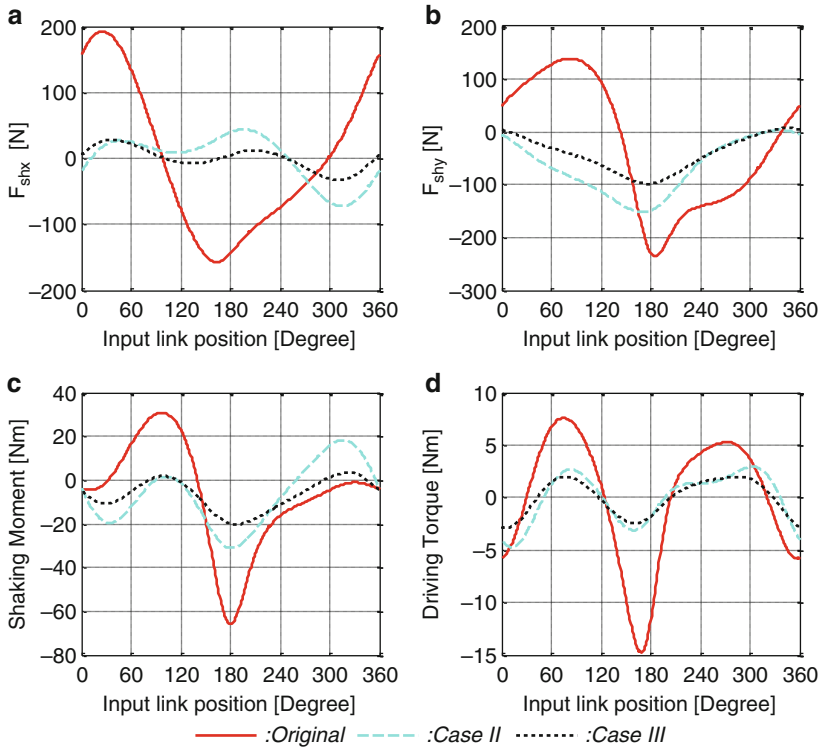 a
200
100
0
−100
−200
F_shx [N]
0 60 120 180 240 300 360
Input link position [Degree]
b
200
100
0
−100
−200
−300
F_shy [N]
0 60 120 180 240 300 360
Input link position [Degree]
c
40
20
0
−20
−40
−60
−80
Shaking Moment [Nm]
0 60 120 180 240 300 360
Input link position [Degree]
d
10
5
0
−5
−10
−15
Driving Torque [Nm]
0 60 120 180 240 300 360
Input link position [Degree]
:Original :Case II :Case III